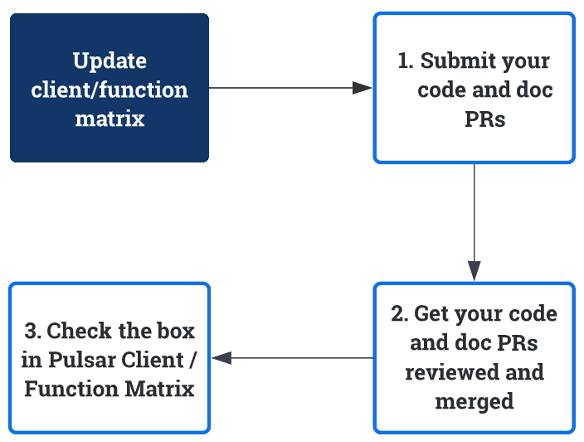 Update
client/function
matrix
1. Submit your
code and doc
PRs
2. Get your code
and doc PRs
reviewed and
merged
3. Check the box
in Pulsar Client /
Function Matrix